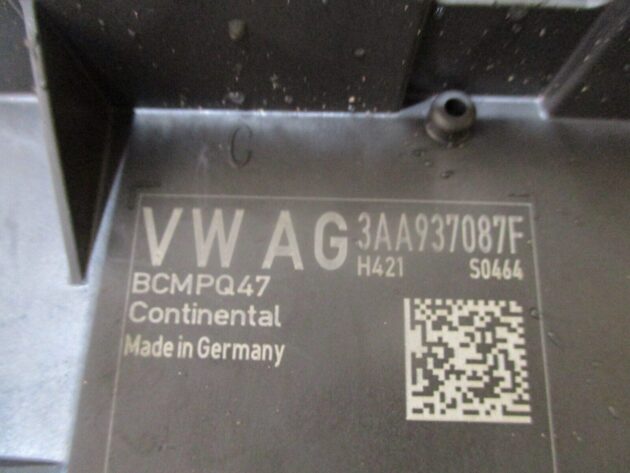 C
VW AG 3AA937087F
H421 S0464
BCMPQ47
Continental
Made in Germany